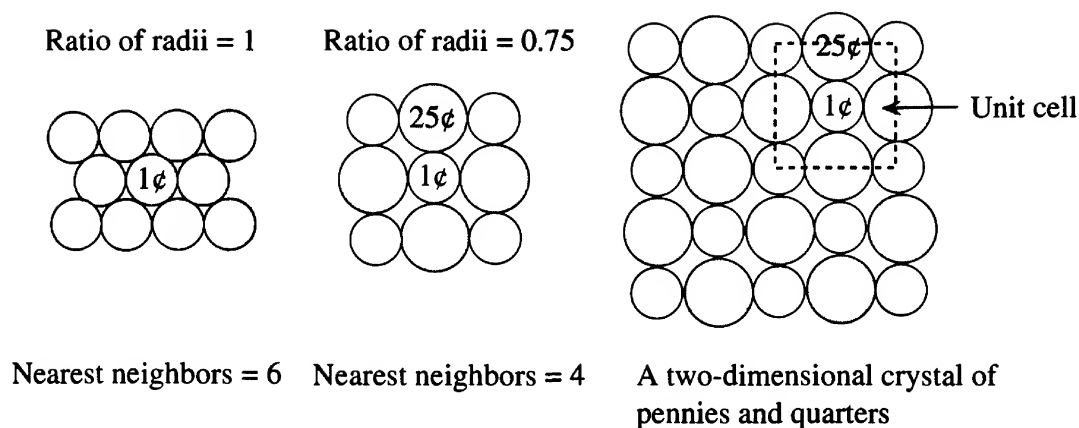 Ratio of radii = 1
Ratio of radii = 0.75
25¢
25¢
1¢
Unit cell
1¢
1¢
Nearest neighbors = 6
Nearest neighbors = 4
A two-dimensional crystal of
pennies and quarters